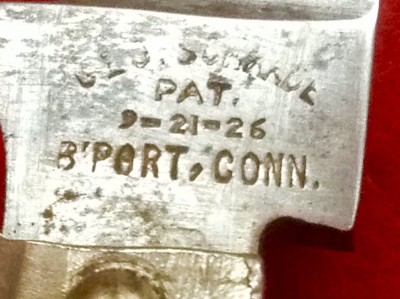 PAT.
9-21-26
B'PORT, CONN.